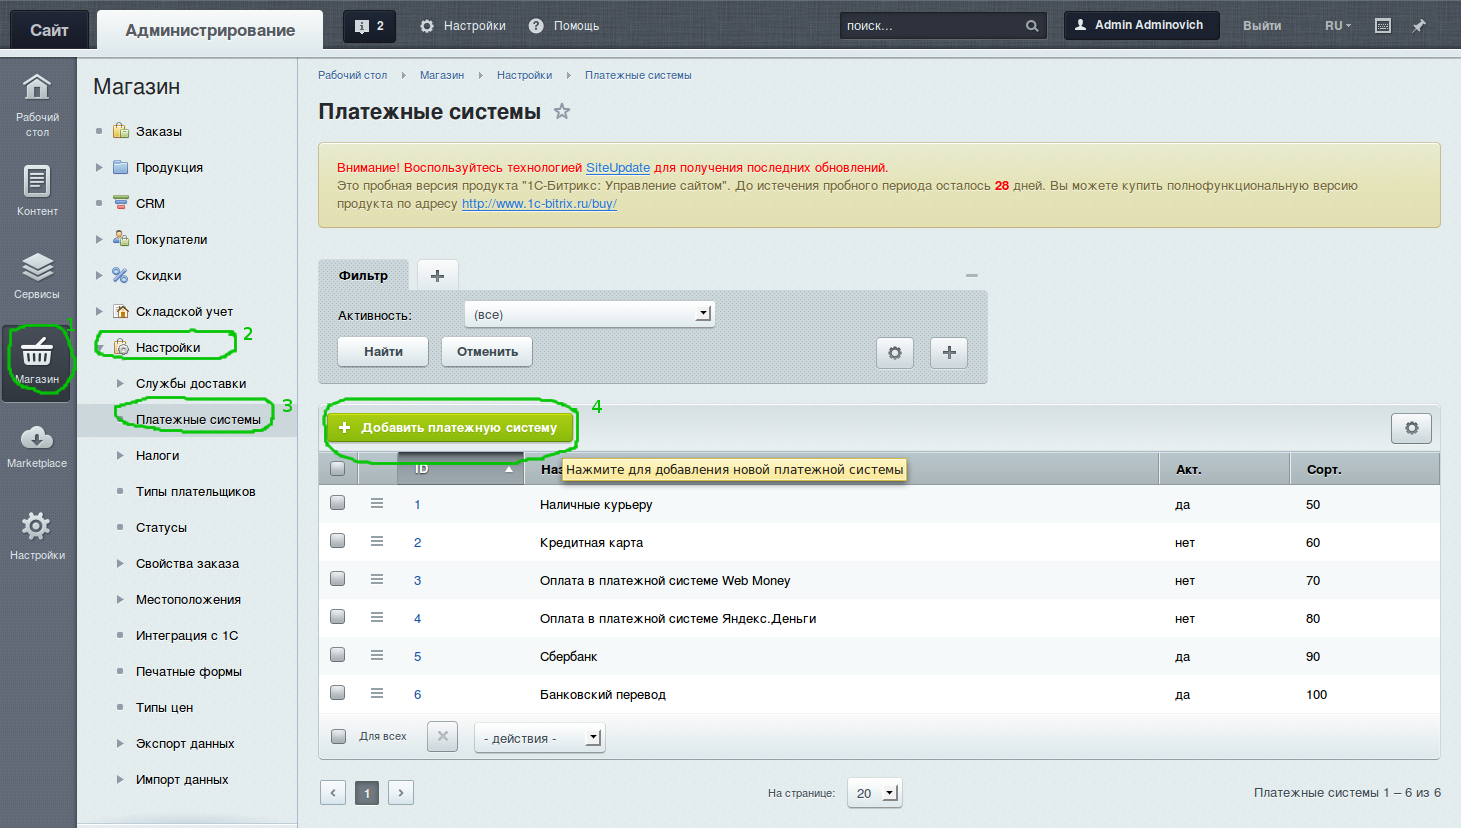 Сайт
Администрирование
2
Настройки
Помощь
поиск...
Admin Adminovich
Выйти
RU
Рабочий стол
Контент
Сервисы
1
Магазин
Marketplace
Настройки
Магазин
Заказы
Продукция
CRM
Покупатели
Скидки
Складской учет
Настройки 2
Службы доставки
Платежные системы 3
Налоги
Типы плательщиков
Статусы
Свойства заказа
Местоположения
Интеграция с 1С
Печатные формы
Типы цен
Экспорт данных
Импорт данных
Рабочий стол Магазин Настройки Платежные системы
Платежные системы
Внимание! Воспользуйтесь технологией SiteUpdate для получения последних обновлений.
Это пробная версия продукта "1С-Битрикс: Управление сайтом". До истечения пробного периода осталось 28 дней. Вы можете купить полнофункциональную версию
продукта по адресу http://www.1c-bitrix.ru/buy/
Фильтр
Активность: (все)
Найти Отменить
Добавить платежную систему 4
Нажмите для добавления новой платежной системы
ID Наз Акт. Сорт.
1 Наличные курьеру да 50
2 Кредитная карта нет 60
3 Оплата в платежной системе Web Money нет 70
4 Оплата в платежной системе Яндекс.Деньги нет 80
5 Сбербанк да 90
6 Банковский перевод да 100
Для всех - действия -
1 На странице: 20 Платежные системы 1 – 6 из 6